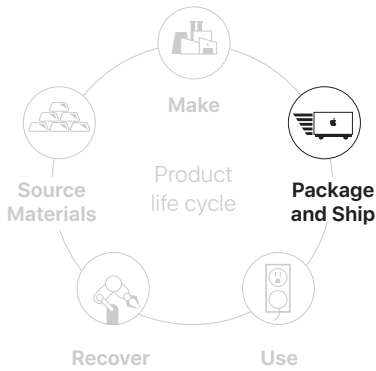 Make
Product
life cycle
Source
Materials
Package
and Ship
Recover
Use